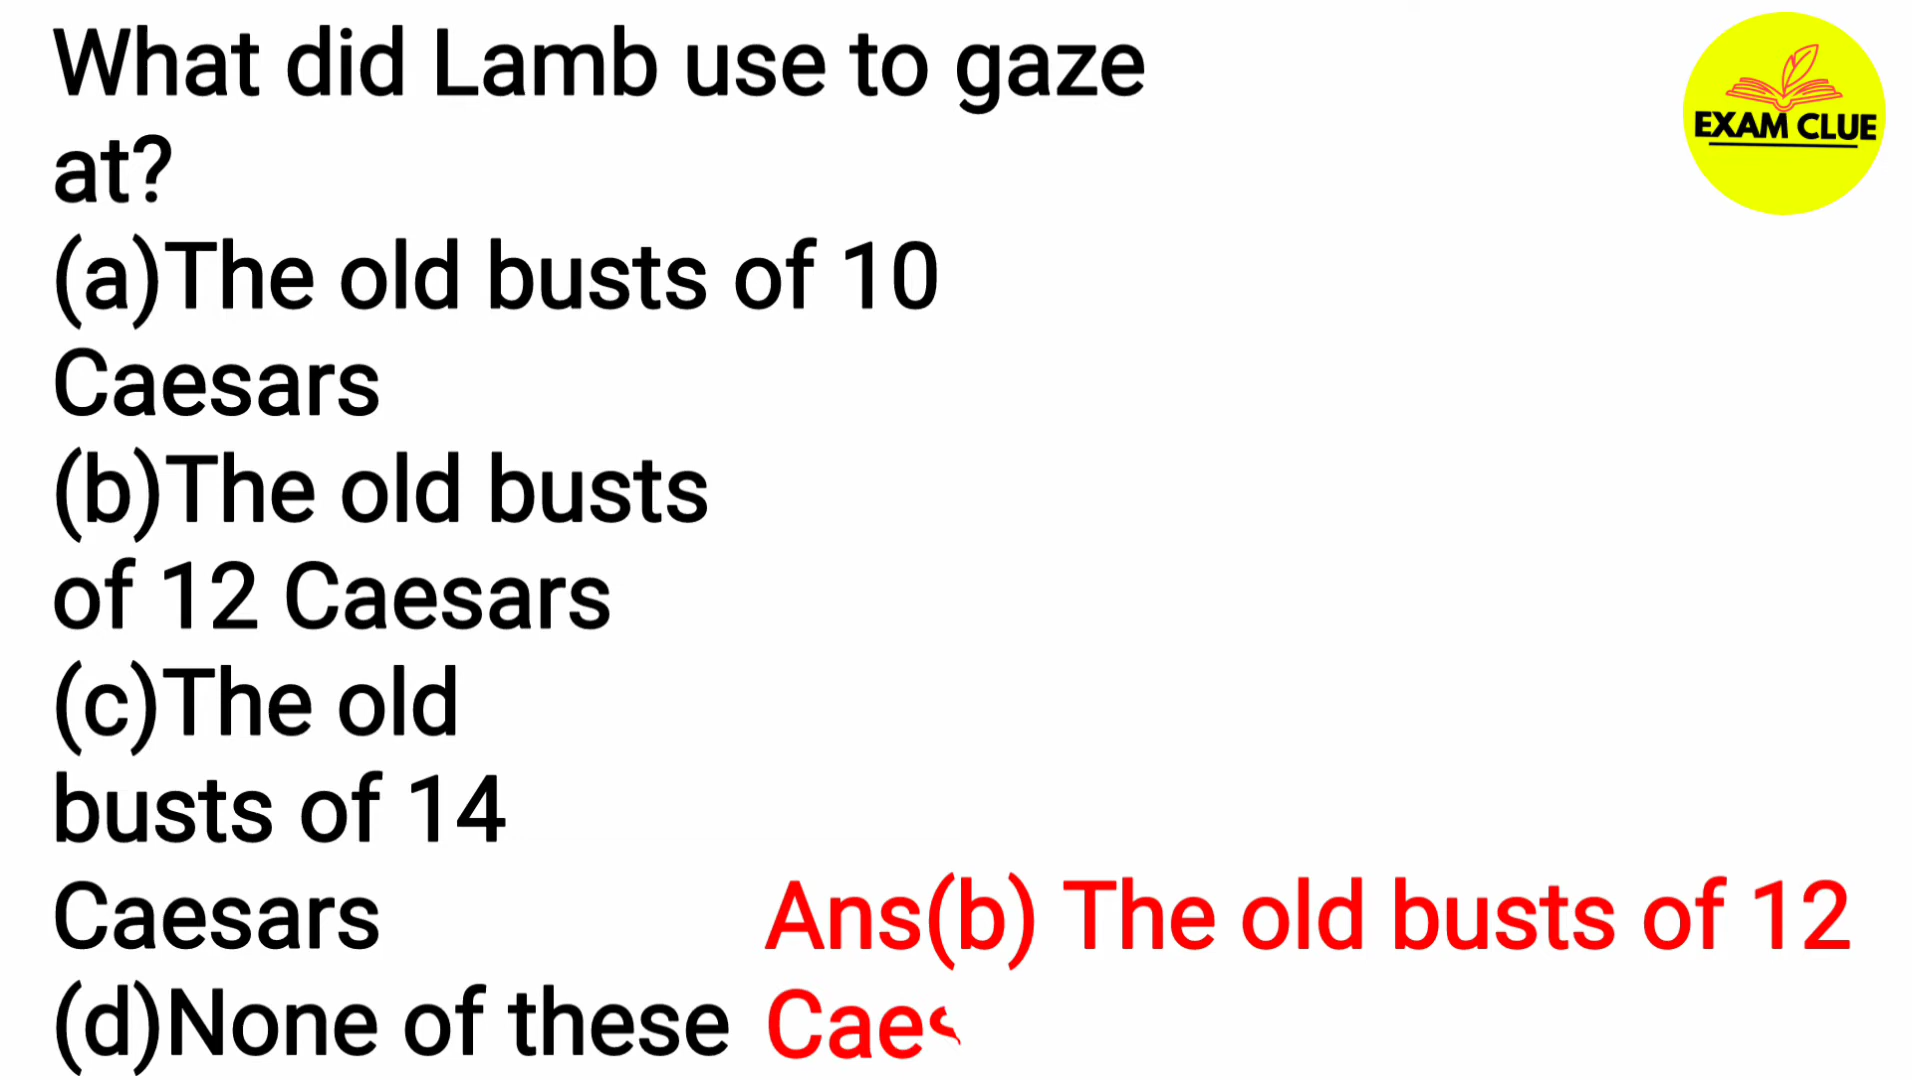 What did Lamb use to gaze
at?
(a)The old busts of 10
Caesars
(b)The old busts
of 12 Caesars
(c)The old
busts of 14
Caesars
(d)None of these
Ans(b) The old busts of 12
EXAM CLUE